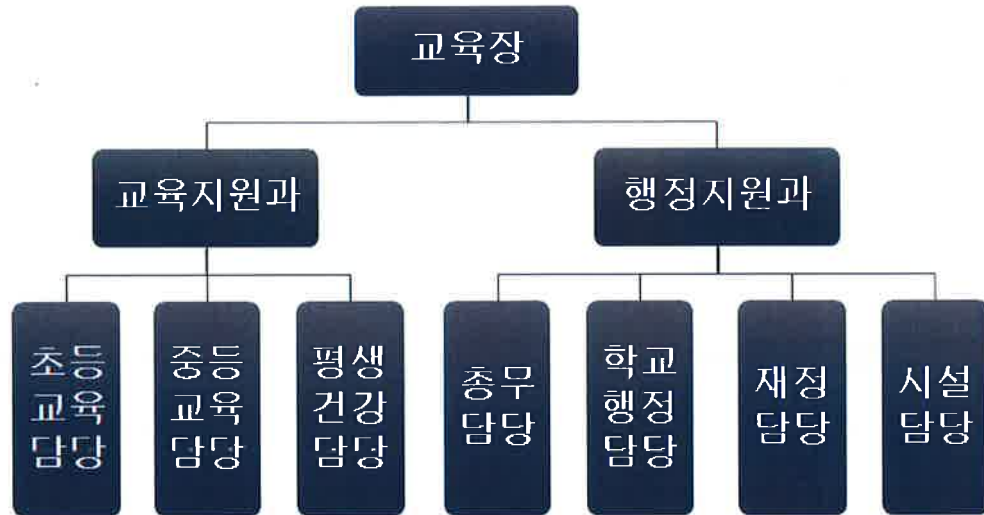 교육장
교육지원과
행정지원과
초등
교육
담당
중등
교육
담당
평생
건강
담당
총무
담당
학교
행정
담당
재정
담당
시설
담당